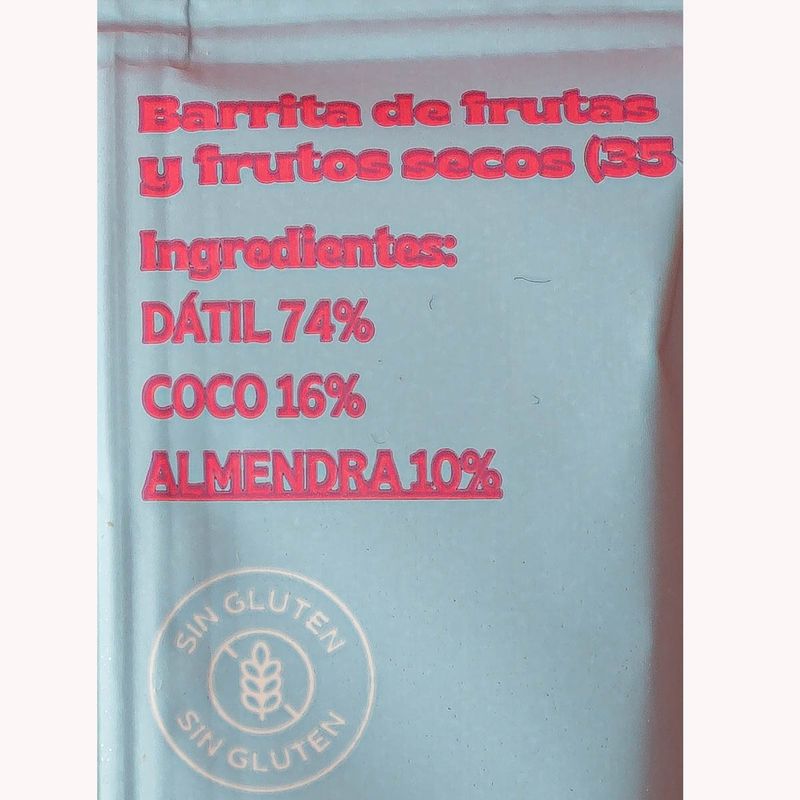 Barrita de frutas
y frutos secos (35
Ingredientes:
DÁTIL 74%
COCO 16%
ALMENDRA 10%
SIN GLUTEN
SIN GLUTEN